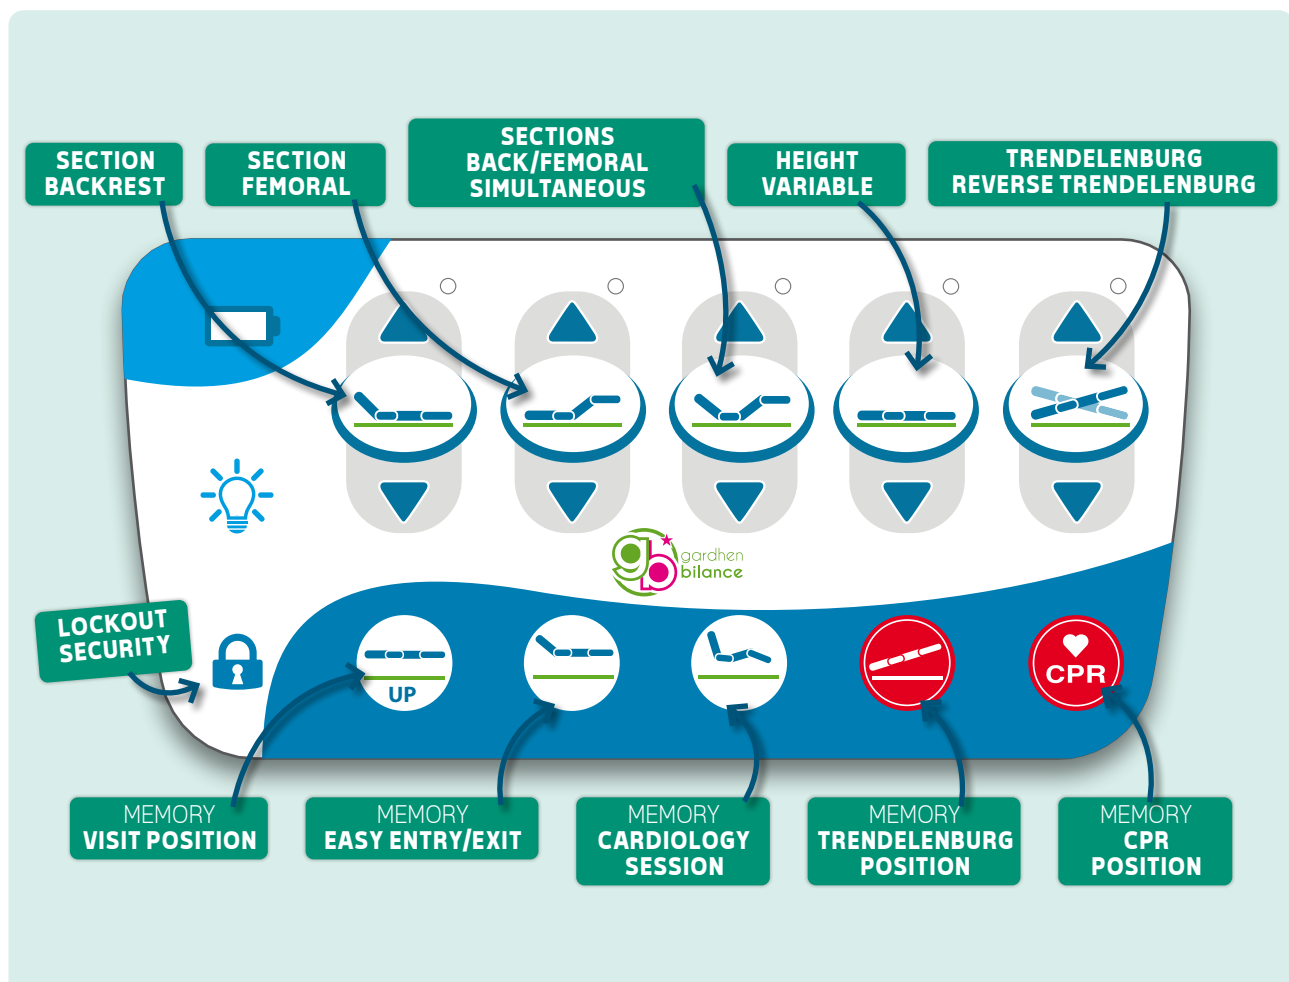 SECTION
BACKREST
SECTION
FEMORAL
SECTIONS
BACK/FEMORAL
SIMULTANEOUS
HEIGHT
VARIABLE
TRENDELENBURG
REVERSE TRENDELENBURG
gb
gardhen
bilance
LOCKOUT
SECURITY
UP
CPR
MEMORY
VISIT POSITION
MEMORY
EASY ENTRY/EXIT
MEMORY
CARDIOLOGY
SESSION
MEMORY
TRENDELENBURG
POSITION
MEMORY
CPR
POSITION